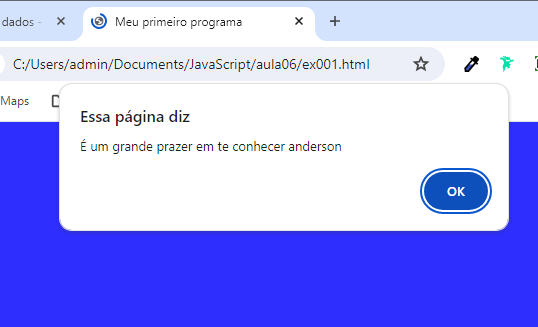 dados -
Meu primeiro programa
C:/Users/admin/Documents/JavaScript/aula06/ex001.html
Maps
Essa página diz
É um grande prazer em te conhecer anderson
OK